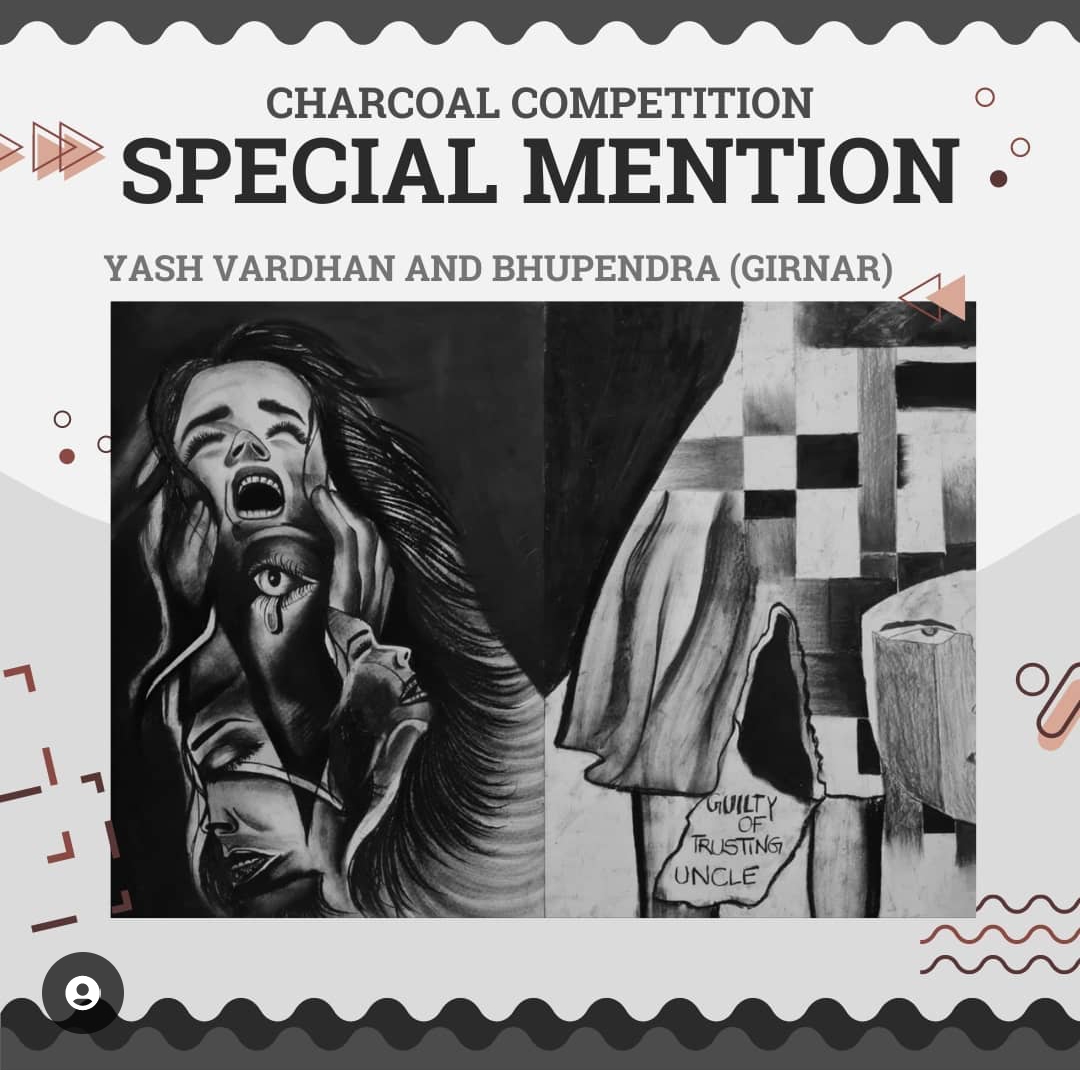 CHARCOAL COMPETITION
SPECIAL MENTION
YASH VARDHAN AND BHUPENDRA (GIRNAR)
GUILTY
OF
TRUSTING
UNCLE